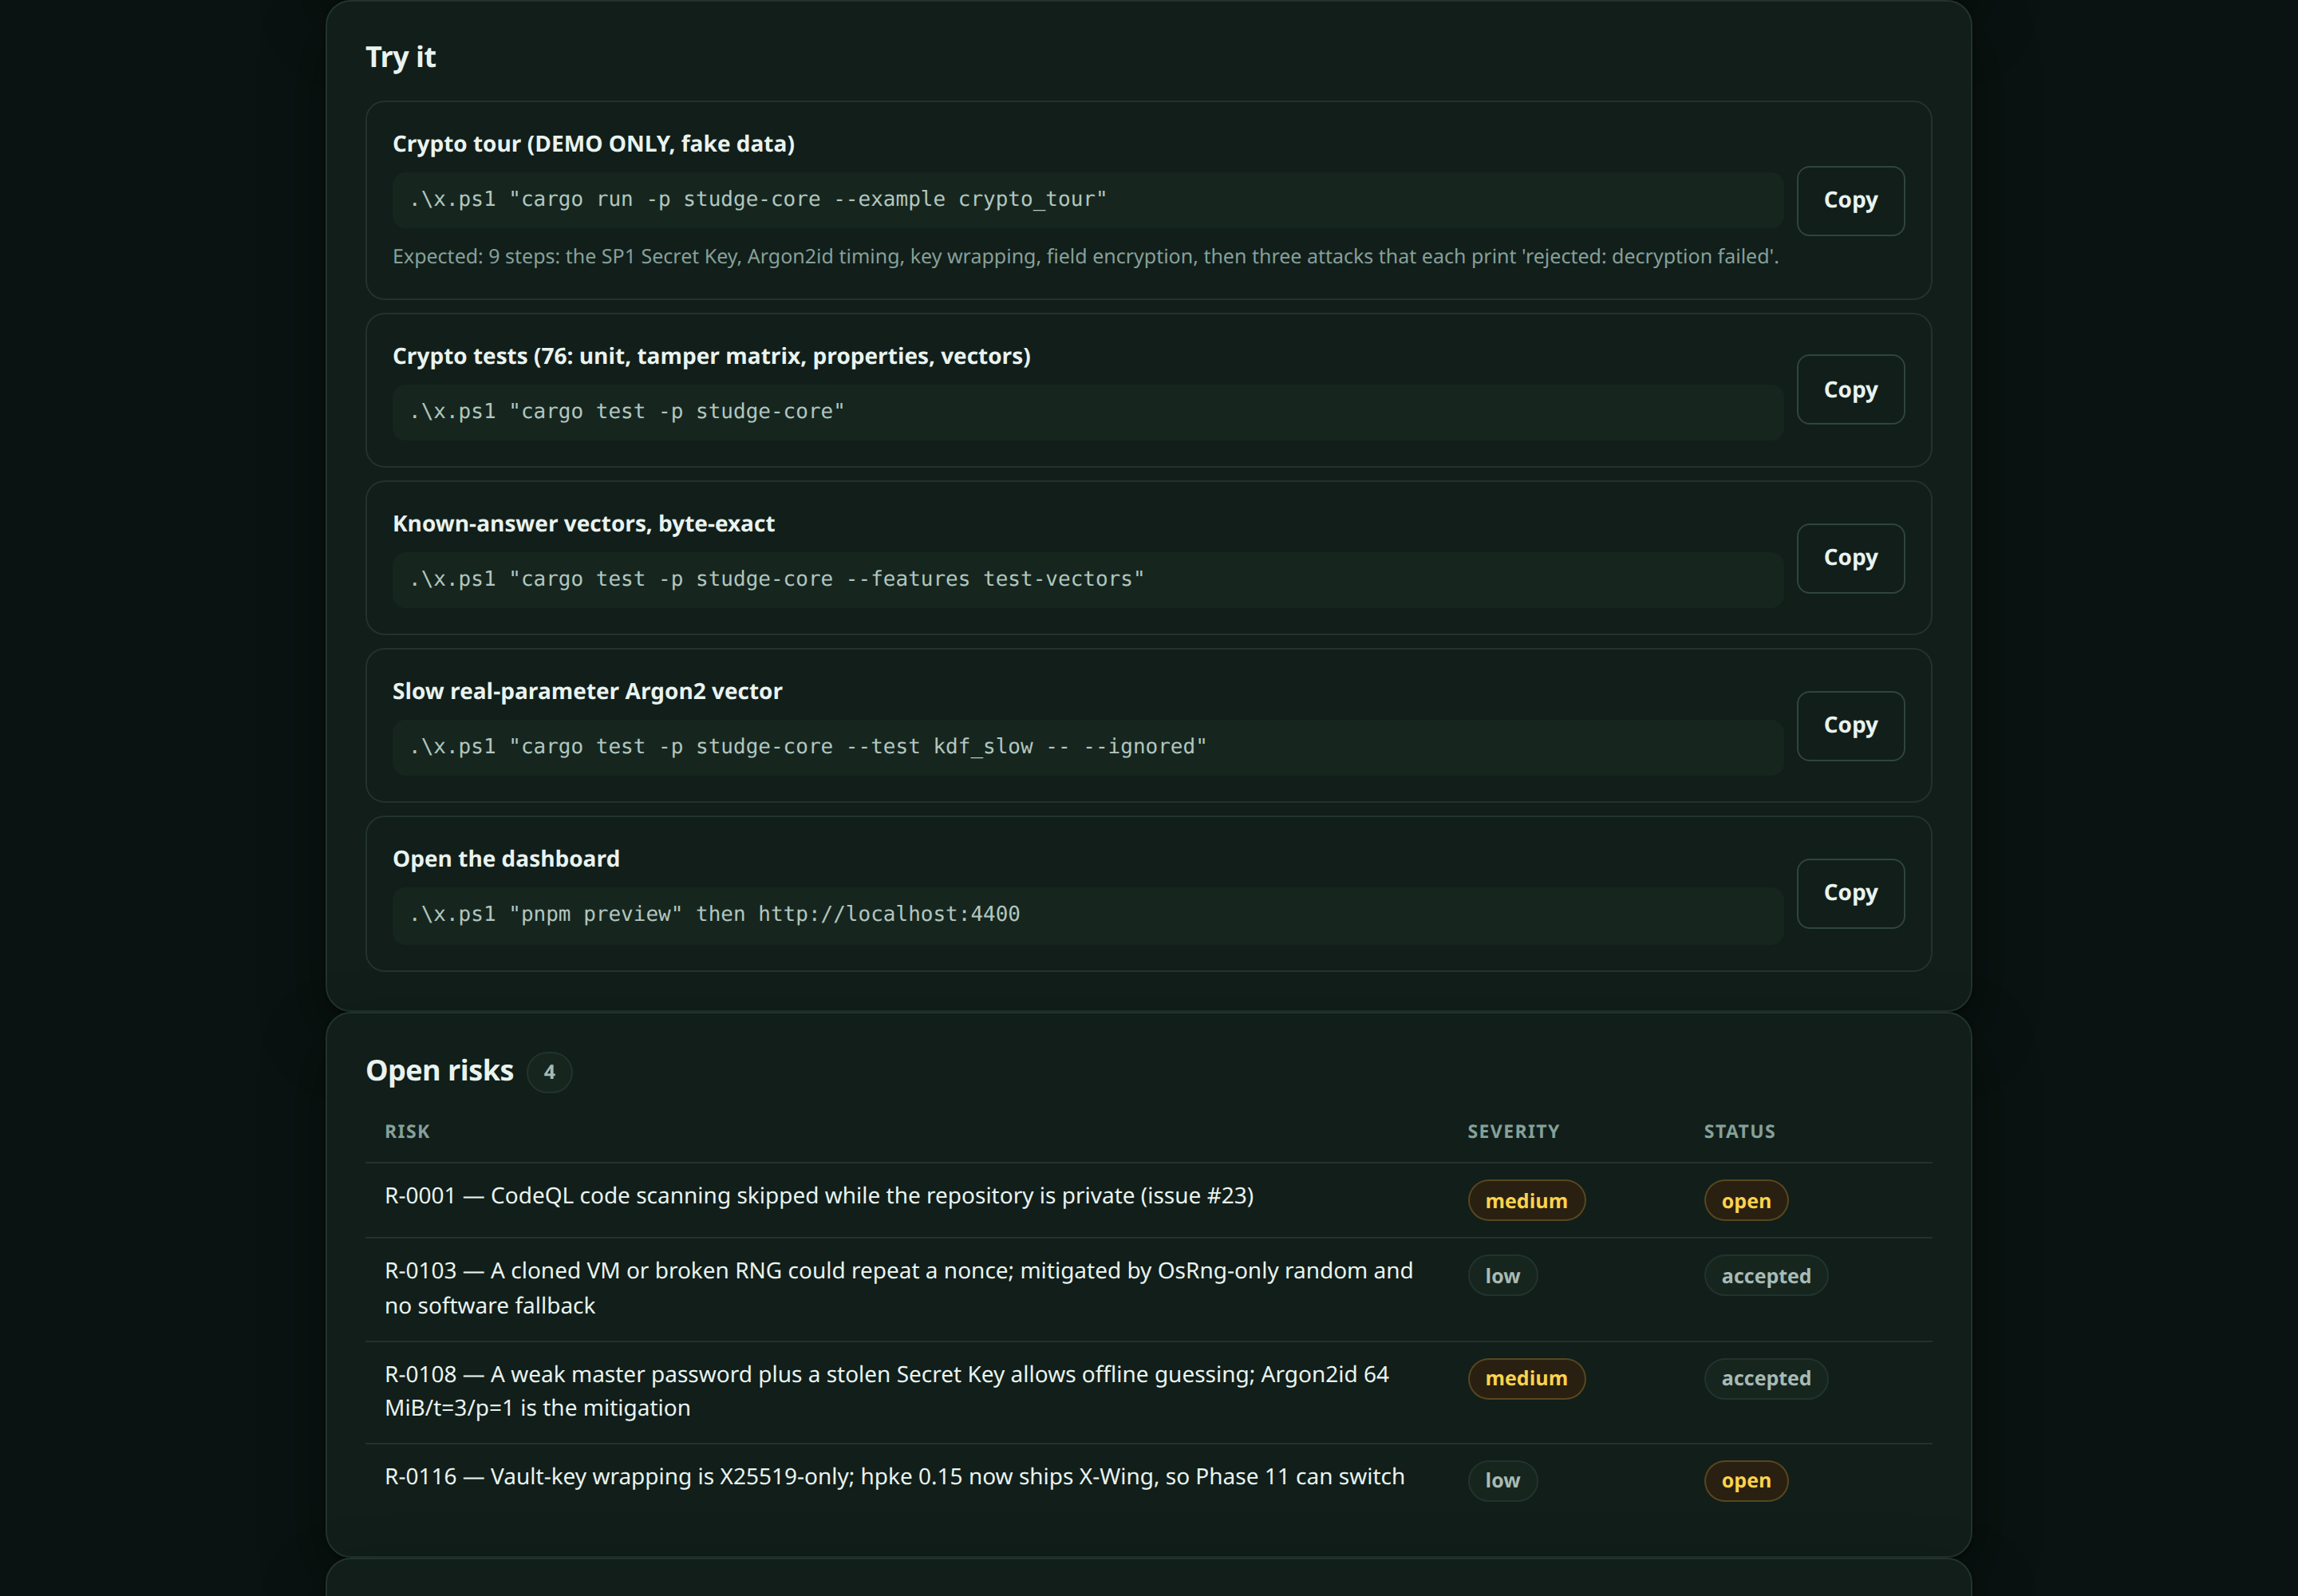 Try it
Crypto tour (DEMO ONLY, fake data)
.\x.ps1 "cargo run -p studge-core --example crypto_tour"
Copy
Expected: 9 steps: the SP1 Secret Key, Argon2id timing, key wrapping, field encryption, then three attacks that each print 'rejected: decryption failed'.
Crypto tests (76: unit, tamper matrix, properties, vectors)
.\x.ps1 "cargo test -p studge-core"
Copy
Known-answer vectors, byte-exact
.\x.ps1 "cargo test -p studge-core --features test-vectors"
Copy
Slow real-parameter Argon2 vector
.\x.ps1 "cargo test -p studge-core --test kdf_slow -- --ignored"
Copy
Open the dashboard
.\x.ps1 "pnpm preview" then http://localhost:4400
Copy
Open risks 4
RISK SEVERITY STATUS
R-0001 — CodeQL code scanning skipped while the repository is private (issue #23) medium open
R-0103 — A cloned VM or broken RNG could repeat a nonce; mitigated by OsRng-only random and low accepted
no software fallback
R-0108 — A weak master password plus a stolen Secret Key allows offline guessing; Argon2id 64 medium accepted
MiB/t=3/p=1 is the mitigation
R-0116 — Vault-key wrapping is X25519-only; hpke 0.15 now ships X-Wing, so Phase 11 can switch low open